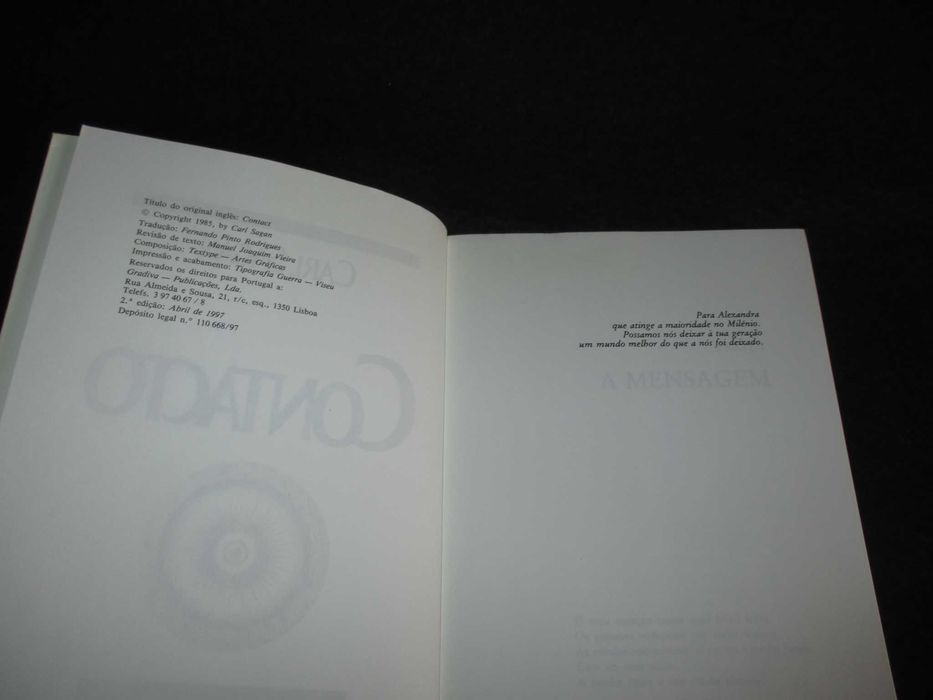 Título do original inglês: Contact
© Copyright 1985, by Carl Sagan
Tradução: Fernando Pinto Rodrigues
Revisão de texto: Manuel Joaquim Vieira
Composição: Textype — Artes Gráficas
Impressão e acabamento: Tipografia Guerra — Viseu
Reservados os direitos para Portugal a:
Gradiva — Publicações, Lda.
Rua Almeida e Sousa, 21, r/c, esq., 1350 Lisboa
Telefs. 3 97 40 67 / 8
2.ª edição: Abril de 1997
Depósito legal n.º 110 668/97
CARL
CONTACTO
Para Alexandra
que atinge a maioridade no Milénio.
Possamos nós deixar à tua geração
um mundo melhor do que a nós foi deixado.
A MENSAGEM